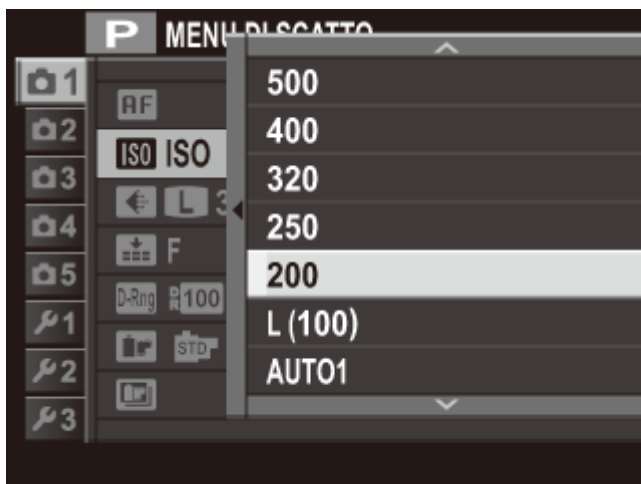 P MENU DI SCATTO
1
2
3
4
5
1
2
3
AF
ISO ISO
L 3
F
D-Rng DR100
STD
500
400
320
250
200
L (100)
AUTO1